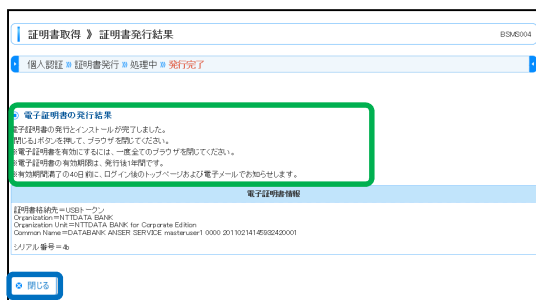 証明書取得 》 証明書発行結果
BSMS004
個人認証 》 証明書発行 》 処理中 》 発行完了
電子証明書の発行結果
電子証明書の発行とインストールが完了しました。
「閉じる」ボタンを押して、ブラウザを閉じてください。
※電子証明書を有効にするには、一度全てのブラウザを閉じてください。
※電子証明書の有効期限は、発行後1年間です。
※有効期間満了の40日前に、ログイン後のトップページおよび電子メールでお知らせします。
電子証明書情報
証明書格納先=USBトークン
Organization=NTTDATA BANK
Organization Unit=NTTDATA BANK for Corporate Edition
Common Name=DATABANK ANSER SERVICE masteruser1 0000 20110214145932420001
シリアル番号=4b
閉じる